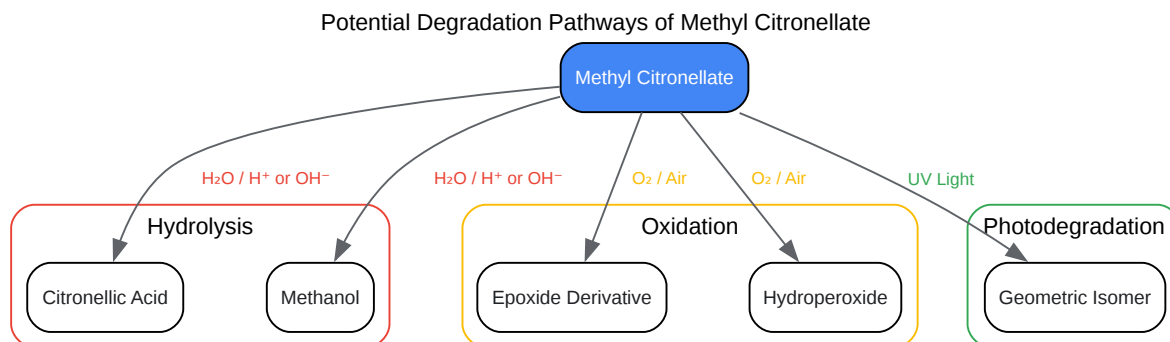 Potential Degradation Pathways of Methyl Citronellate
Methyl Citronellate
H₂O / H⁺ or OH⁻
H₂O / H⁺ or OH⁻
O₂ / Air
O₂ / Air
UV Light
Hydrolysis
Oxidation
Photodegradation
Citronellic Acid
Methanol
Epoxide Derivative
Hydroperoxide
Geometric Isomer